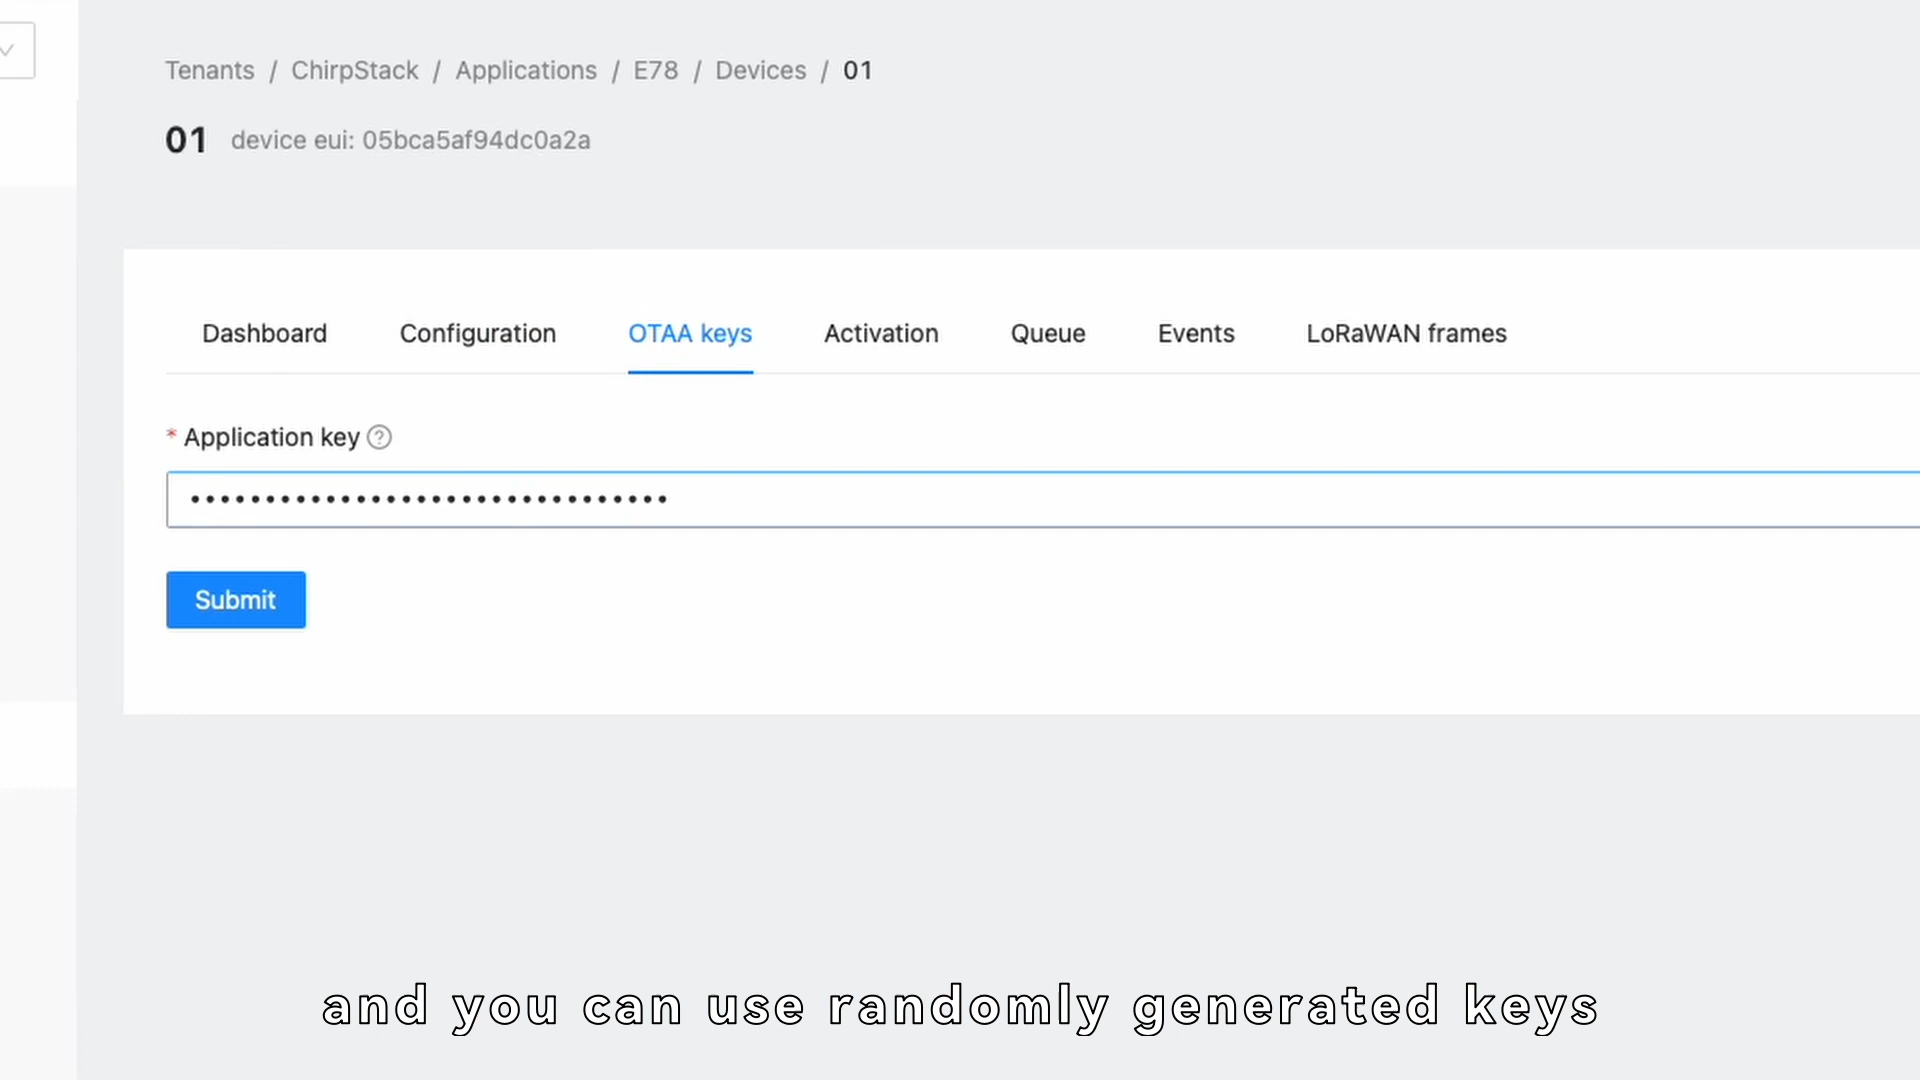 Tenants / ChirpStack / Applications / E78 / Devices / 01
01 device eui: 05bca5af94dc0a2a
Dashboard Configuration OTAA keys Activation Queue Events LoRaWAN frames
* Application key ?
••••••••••••••••••••••••••••••••
Submit
and you can use randomly generated keys